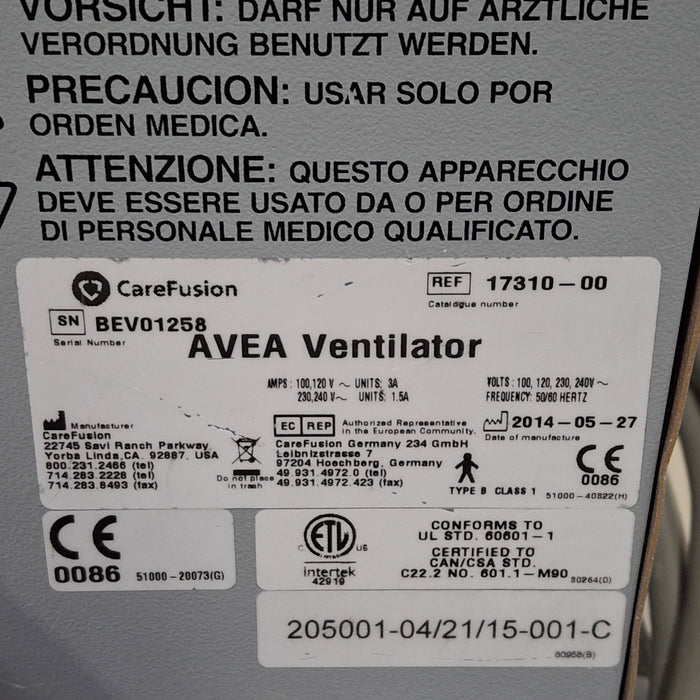 VORSICHT: DARF NUR AUF ÄRZTLICHE
VERORDNUNG BENUTZT WERDEN.
PRECAUCION: USAR SOLO POR
ORDEN MEDICA.
ATTENZIONE: QUESTO APPARECCHIO
DEVE ESSERE USATO DA O PER ORDINE
DI PERSONALE MEDICO QUALIFICATO.
CareFusion
REF 17310-00
Catalogue number
SN BEV01258
Serial Number
AVEA Ventilator
AMPS: 100,120 V ~ UNITS: 3A
230,240 V~ UNITS: 1.5A
VOLTS: 100, 120, 230, 240V ~
FREQUENCY: 50/60 HERTZ
Manufacturer
CareFusion
22745 Savi Ranch Parkway
Yorba Linda,CA. 92887, USA
800.231.2466 (tel)
714.283.2228 (tel)
714.283.8493 (fax)
Do not place
in trash
EC REP Authorized Representative
in the European Community.
CareFusion Germany 234 GmbH
Leibnizstrasse 7
97204 Hoechberg, Germany
49.931.4972.0 (tel)
49.931.4972.423 (fax)
2014-05-27
Date of manufacture
TYPE B CLASS 1
CE
0086
51000-40822(H)
CE
0086 51000-20073(G)
C ETL US
Intertek
42919
CONFORMS TO
UL STD. 60601-1
CERTIFIED TO
CAN/CSA STD.
C22.2 NO. 601.1-M90
80264(D)
205001-04/21/15-001-C
80958(B)